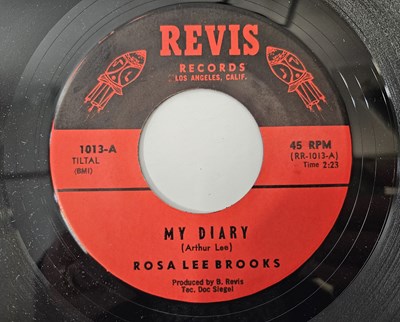 REVIS
RECORDS
LOS ANGELES, CALIF.
1013-A
TILTAL
(BMI)
45 RPM
(RR-1013-A)
Time 2:23
MY DIARY
(Arthur Lee)
ROSA LEE BROOKS
Produced by B. Revis
Tec. Doc Siegel